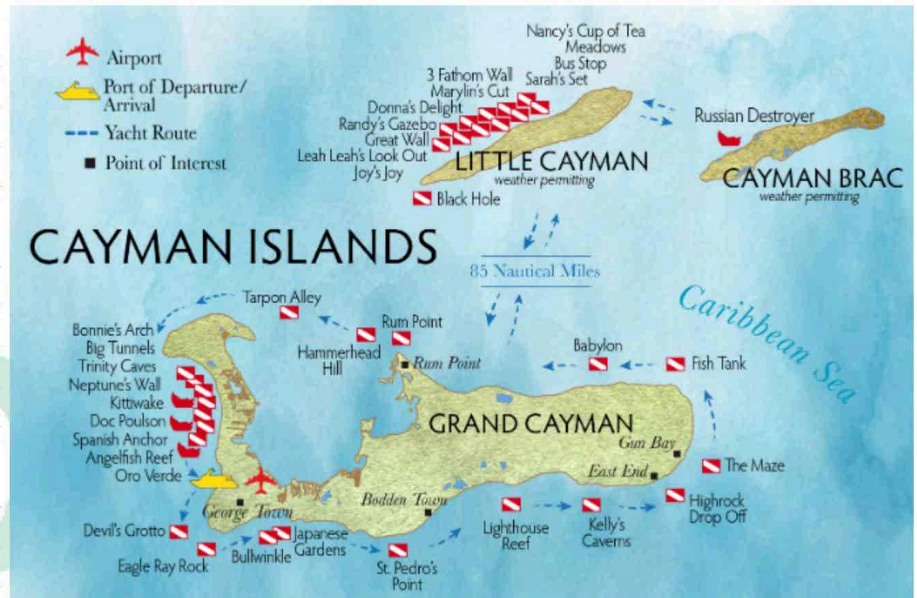 Airport
Port of Departure/
Arrival
Yacht Route
Point of Interest
Nancy's Cup of Tea
Meadows
Bus Stop
Sarah's Set
3 Fathom Wall
Marylin's Cut
Donna's Delight
Randy's Gazebo
Great Wall
Leah Leah's Look Out
Joy's Joy
LITTLE CAYMAN
weather permitting
Black Hole
Russian Destroyer
CAYMAN BRAC
weather permitting
CAYMAN ISLANDS
85 Nautical Miles
Caribbean Sea
Tarpon Alley
Bonnie's Arch
Big Tunnels
Trinity Caves
Neptune's Wall
Kittiwake
Doc Poulson
Spanish Anchor
Angelfish Reef
Oro Verde
Hammerhead
Hill
Rum Point
Rum Point
Babylon
Fish Tank
GRAND CAYMAN
Gun Bay
East End
The Maze
Highrock
Drop Off
George Town
Bodden Town
Devil's Grotto
Eagle Ray Rock
Bullwinkle
Japanese
Gardens
St. Pedro's
Point
Lighthouse
Reef
Kelly's
Caverns